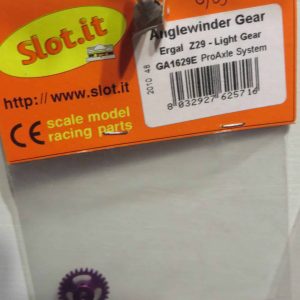 Slot.it
Anglewinder Gear
Ergal Z29 - Light Gear
GA1629E ProAxle System
2010 48
8 032927 625716
http://www.slot.it
CE scale model
racing parts